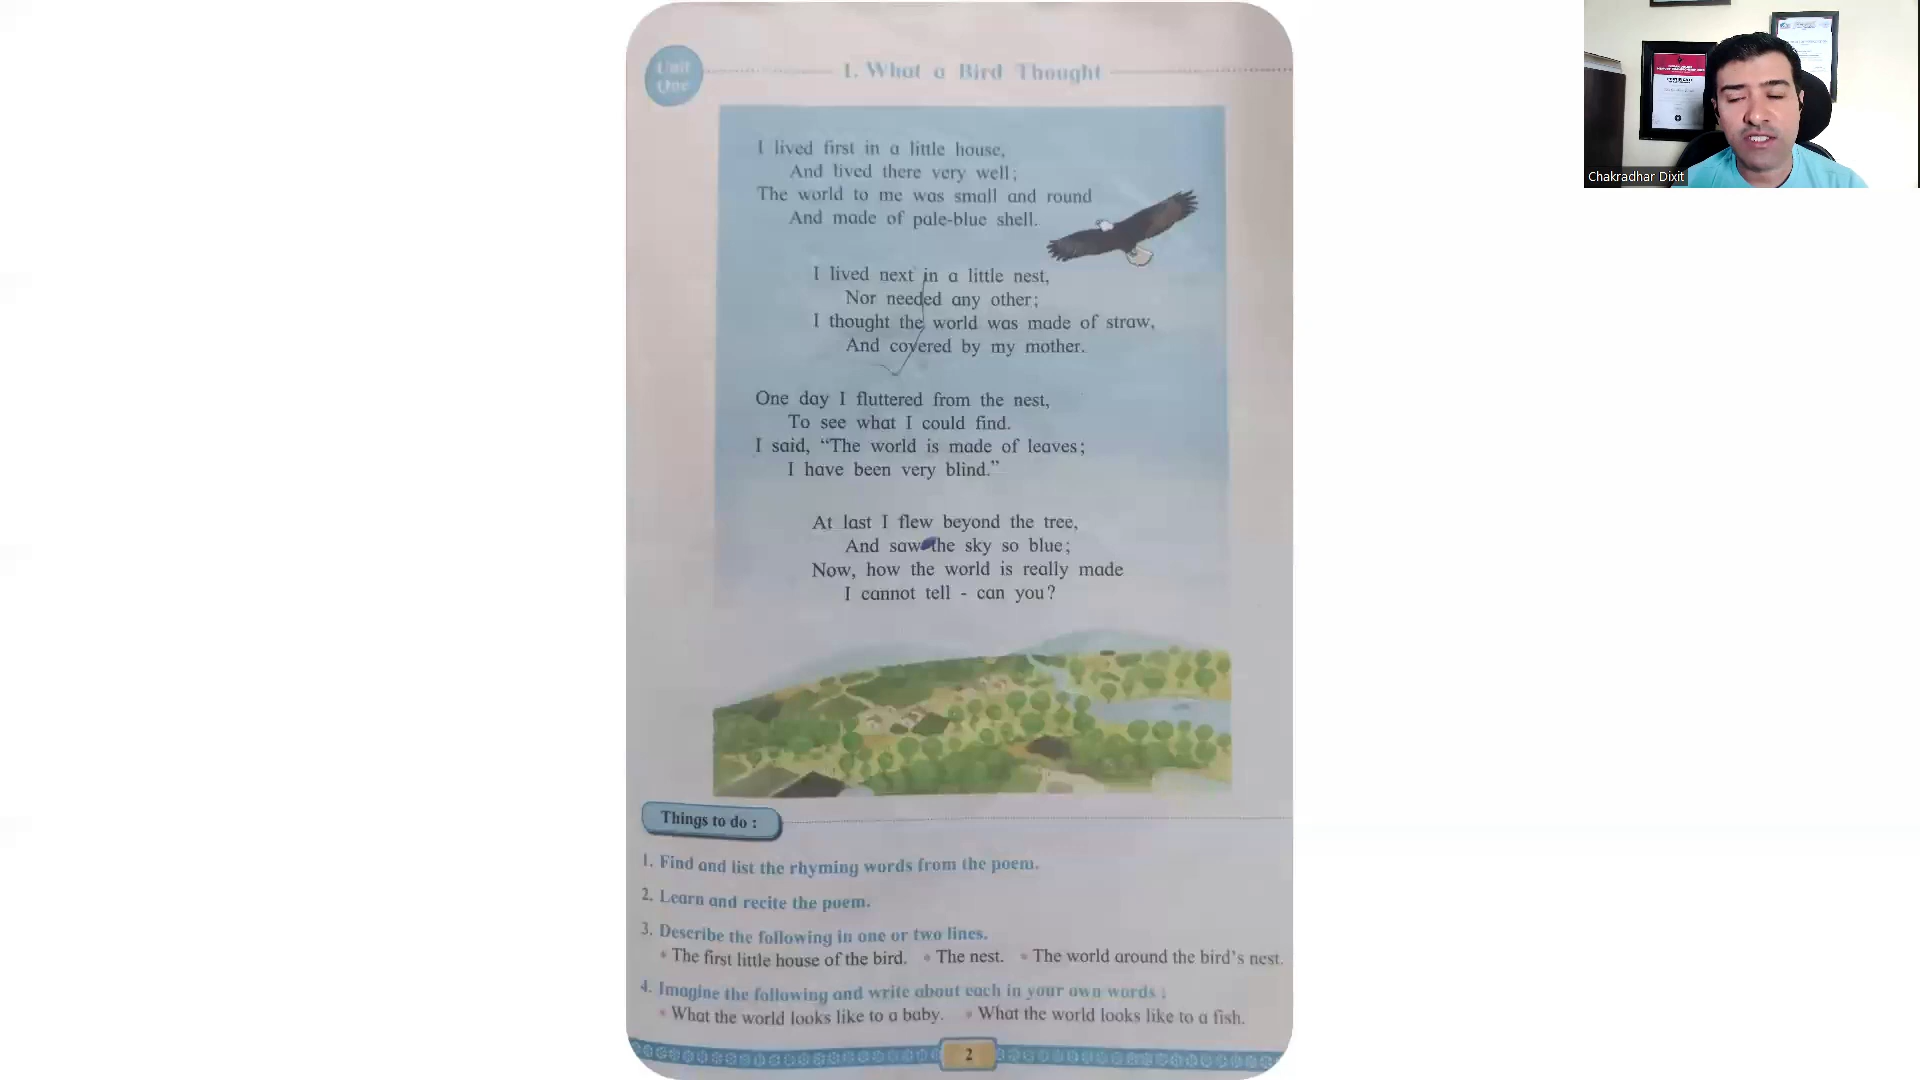 Unit
One
1. What a Bird Thought
I lived first in a little house,
And lived there very well;
The world to me was small and round
And made of pale-blue shell.
I lived next in a little nest,
Nor needed any other;
I thought the world was made of straw,
And covered by my mother.
One day I fluttered from the nest,
To see what I could find.
I said, “The world is made of leaves;
I have been very blind.”
At last I flew beyond the tree,
And saw the sky so blue;
Now, how the world is really made
I cannot tell - can you?
Things to do :
1. Find and list the rhyming words from the poem.
2. Learn and recite the poem.
3. Describe the following in one or two lines.
• The first little house of the bird. • The nest. • The world around the bird’s nest.
4. Imagine the following and write about each in your own words :
• What the world looks like to a baby. • What the world looks like to a fish.
2
Chakradhar Dixit